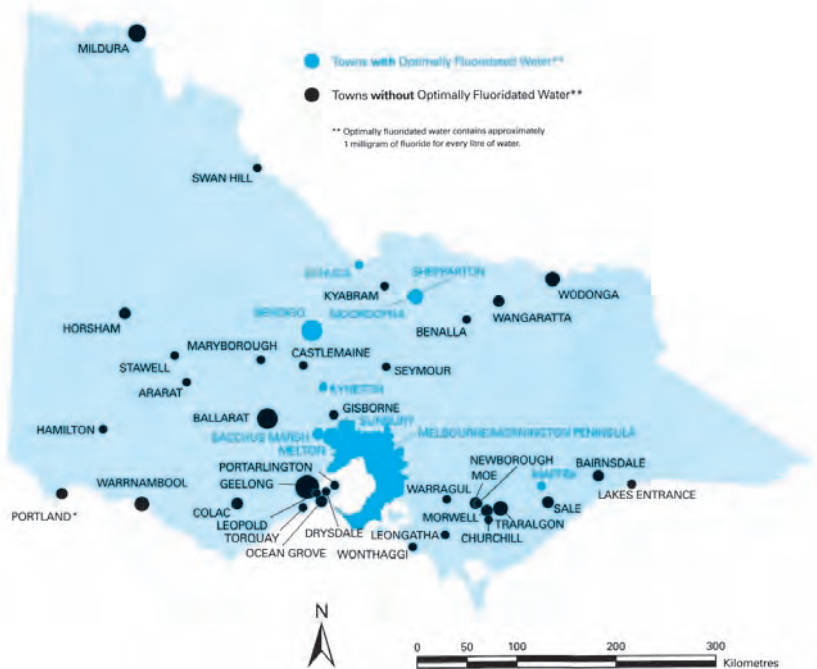 MILDURA
Towns with Optimally Fluoridated Water**
Towns without Optimally Fluoridated Water**
** Optimally fluoridated water contains approximately
1 milligram of fluoride for every litre of water.
SWAN HILL
ECHUCA
SHEPPARTON
KYABRAM
MOOROOPNA
WODONGA
WANGARATTA
BENALLA
HORSHAM
BENDIGO
MARYBOROUGH
CASTLEMAINE
STAWELL
SEYMOUR
ARARAT
KYNETON
GISBORNE
BALLARAT
SUNBURY
HAMILTON
BACCHUS MARSH
MELBOURNE/MORNINGTON PENINSULA
MELTON
PORTARLINGTON
NEWBOROUGH
BAIRNSDALE
WARRNAMBOOL
GEELONG
MOE
MAFFRA
WARRAGUL
LAKES ENTRANCE
PORTLAND*
COLAC
MORWELL
SALE
LEOPOLD
TRARALGON
TORQUAY
DRYSDALE
LEONGATHA
CHURCHILL
OCEAN GROVE
WONTHAGGI
N
0 50 100 200 300
Kilometres